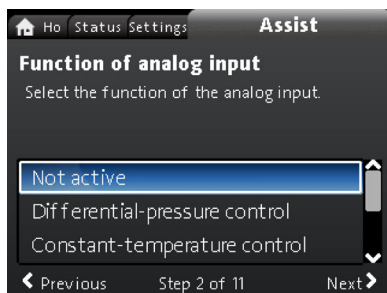 Ho Status Settings Assist
Function of analog input
Select the function of the analog input.
Not active
Differential-pressure control
Constant-temperature control
Previous Step 2 of 11 Next